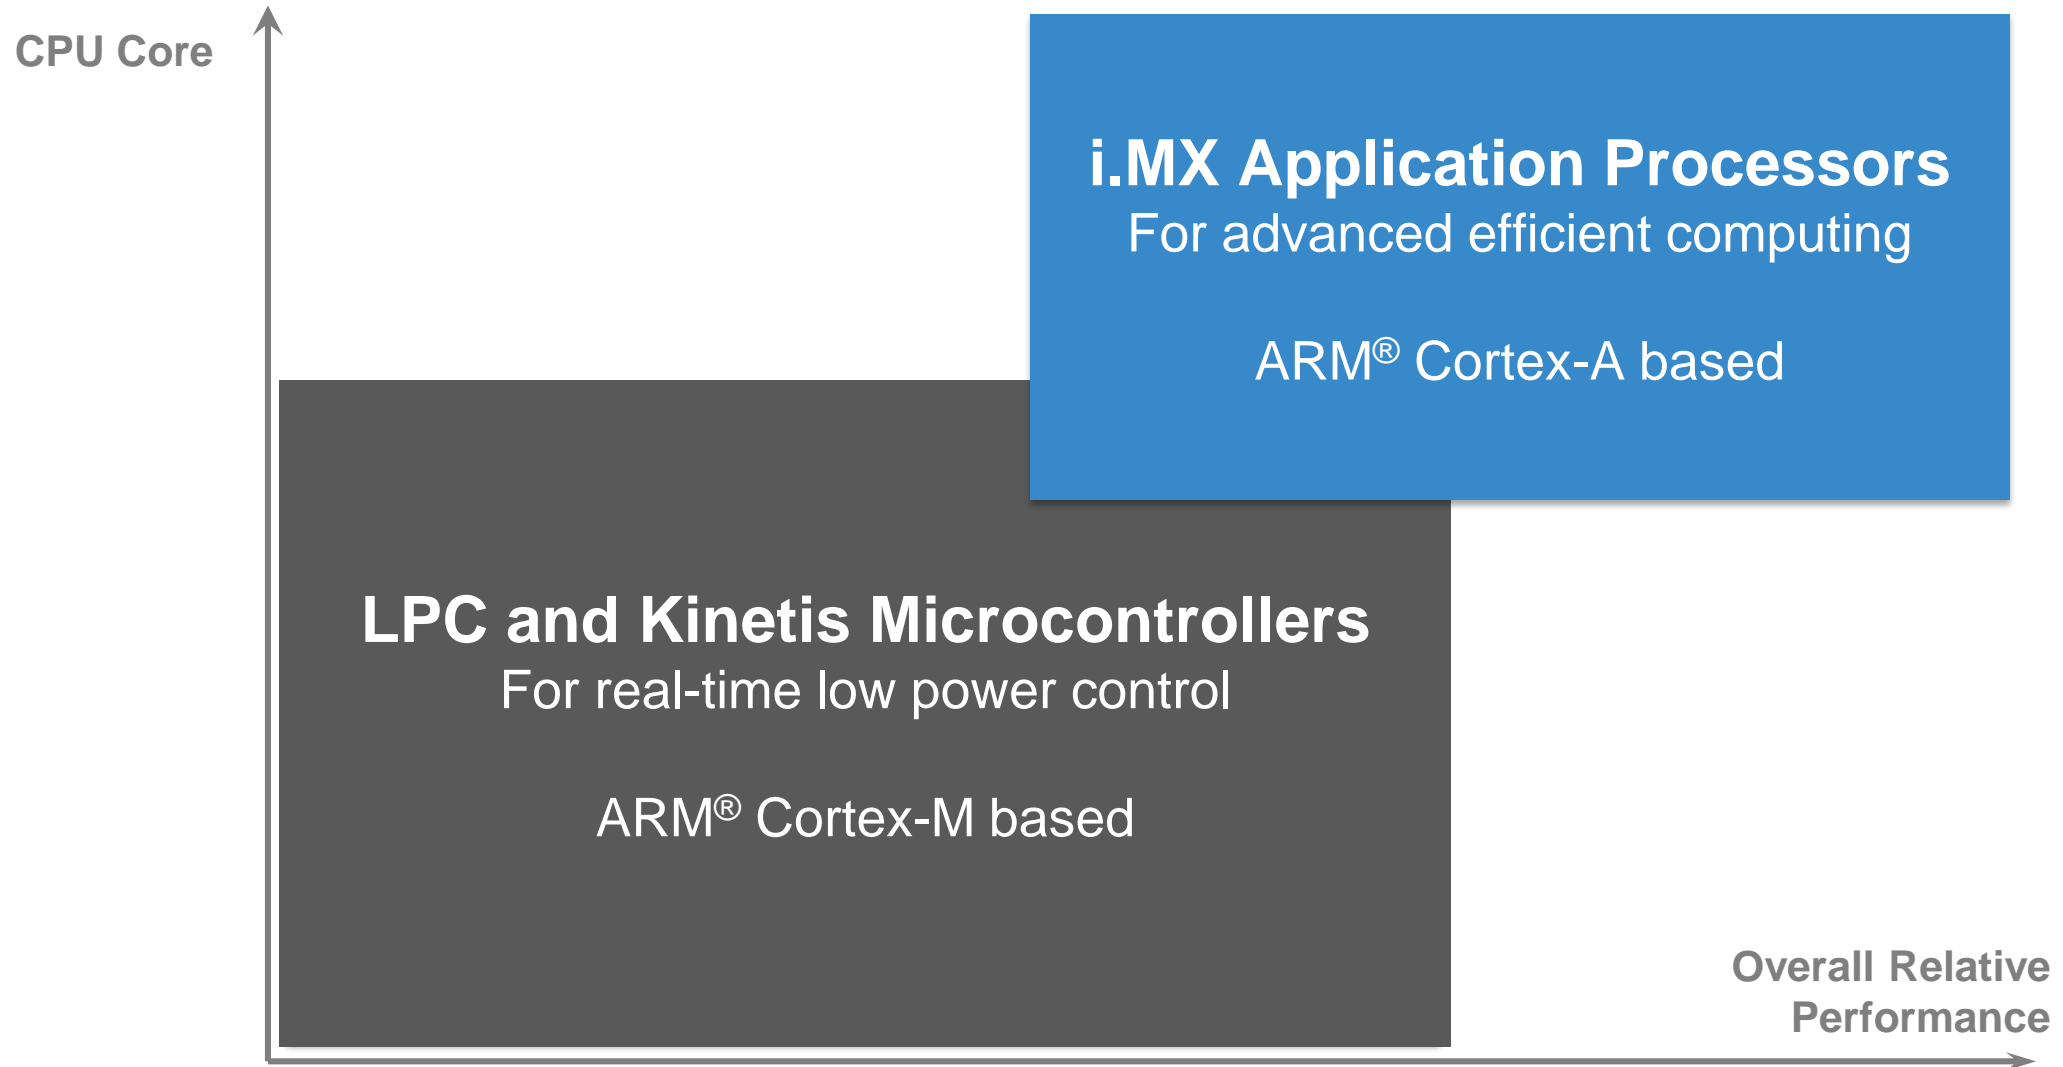 CPU Core
i.MX Application Processors
For advanced efficient computing
ARM® Cortex-A based
LPC and Kinetis Microcontrollers
For real-time low power control
ARM® Cortex-M based
Overall Relative
Performance